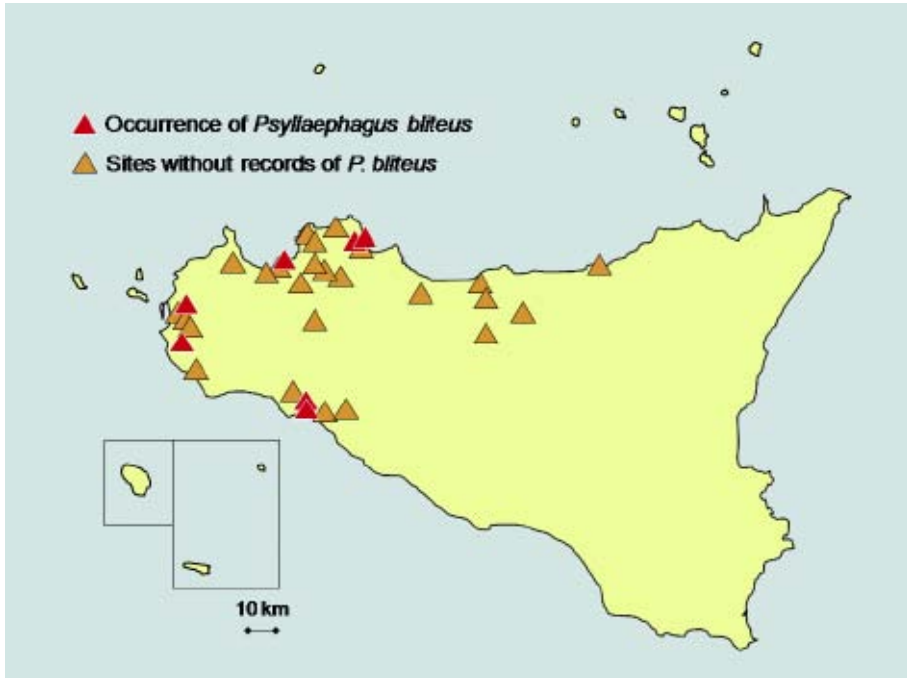 Occurrence of Psyllaephagus bliteus
Sites without records of P. bliteus
10 km